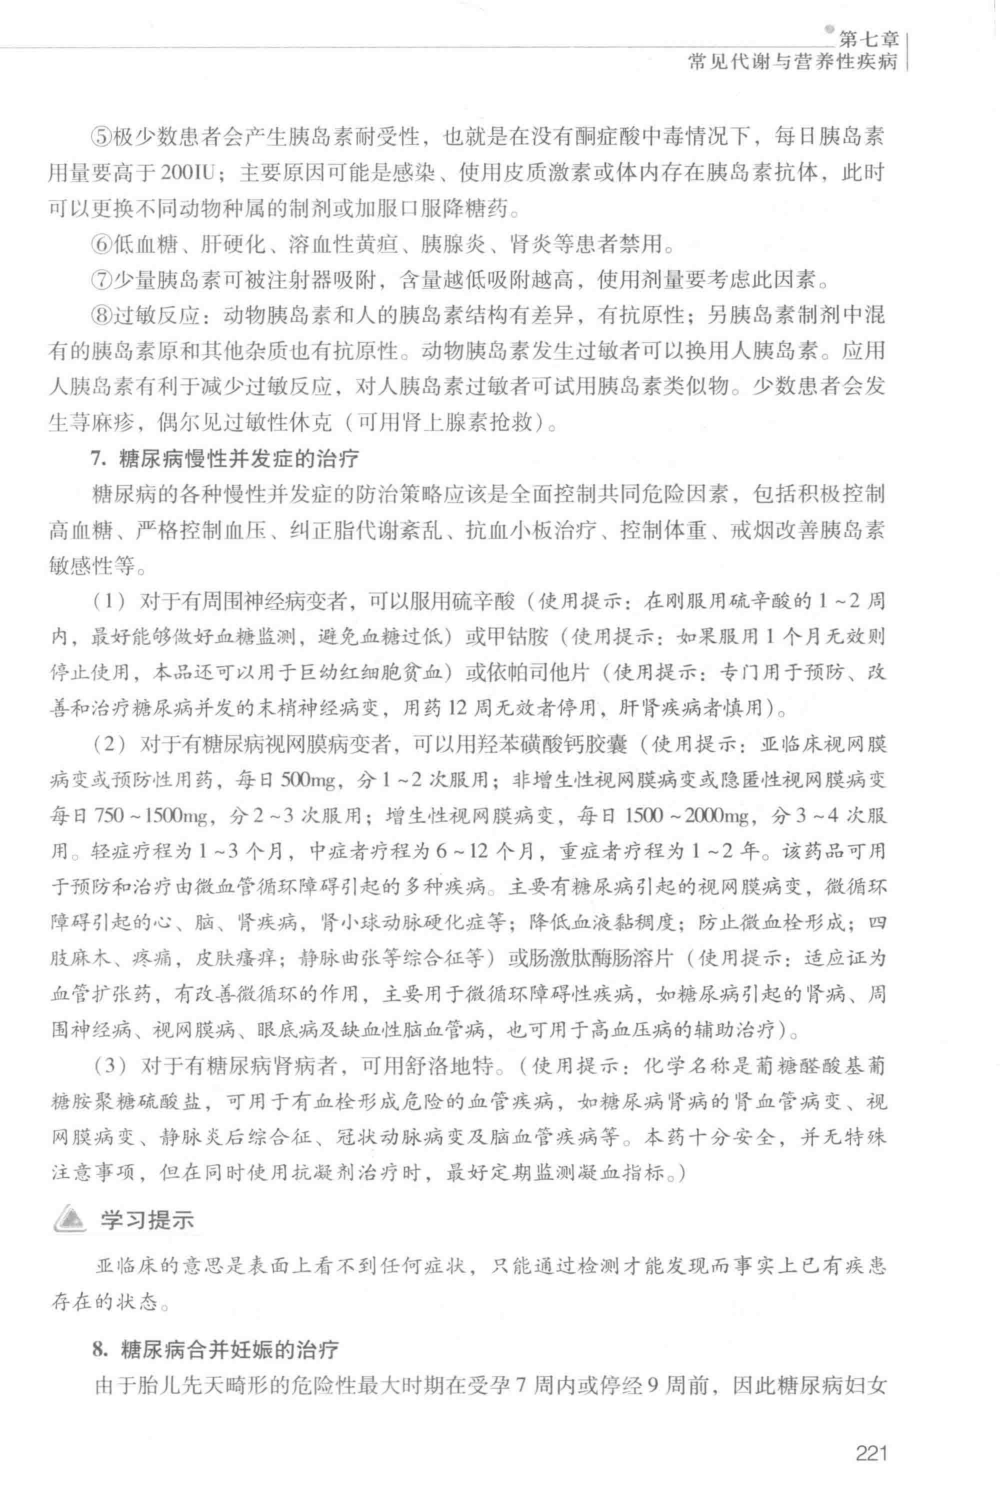 第七章
常见代谢与营养性疾病
⑤极少数患者会产生胰岛素耐受性，也就是在没有酮症酸中毒情况下，每日胰岛素
用量要高于 200IU；主要原因可能是感染、使用皮质激素或体内存在胰岛素抗体，此时
可以更换不同动物种属的制剂或加服口服降糖药。
⑥低血糖、肝硬化、溶血性黄疸、胰腺炎、肾炎等患者禁用。
⑦少量胰岛素可被注射器吸附，含量越低吸附越高，使用剂量要考虑此因素。
⑧过敏反应：动物胰岛素和人的胰岛素结构有差异，有抗原性；另胰岛素制剂中混
有的胰岛素原和其他杂质也有抗原性。动物胰岛素发生过敏者可以换用人胰岛素。应用
人胰岛素有利于减少过敏反应，对人胰岛素过敏者可试用胰岛素类似物。少数患者会发
生荨麻疹，偶尔见过敏性休克（可用肾上腺素抢救）。
7. 糖尿病慢性并发症的治疗
糖尿病的各种慢性并发症的防治策略应该是全面控制共同危险因素，包括积极控制
高血糖、严格控制血压、纠正脂代谢紊乱、抗血小板治疗、控制体重、戒烟改善胰岛素
敏感性等。
（1）对于有周围神经病变者，可以服用硫辛酸（使用提示：在刚服用硫辛酸的 1～2 周
内，最好能够做好血糖监测，避免血糖过低）或甲钴胺（使用提示：如果服用 1 个月无效则
停止使用，本品还可以用于巨幼红细胞贫血）或依帕司他片（使用提示：专门用于预防、改
善和治疗糖尿病并发的末梢神经病变，用药 12 周无效者停用，肝肾疾病者慎用）。
（2）对于有糖尿病视网膜病变者，可以用羟苯磺酸钙胶囊（使用提示：亚临床视网膜
病变或预防性用药，每日 500mg，分 1～2 次服用；非增生性视网膜病变或隐匿性视网膜病变
每日 750～1500mg，分 2～3 次服用；增生性视网膜病变，每日 1500～2000mg，分 3～4 次服
用。轻症疗程为 1～3 个月，中症者疗程为 6～12 个月，重症者疗程为 1～2 年。该药品可用
于预防和治疗由微血管循环障碍引起的多种疾病。主要有糖尿病引起的视网膜病变，微循环
障碍引起的心、脑、肾疾病，肾小球动脉硬化症等；降低血液黏稠度；防止微血栓形成；四
肢麻木、疼痛，皮肤瘙痒；静脉曲张等综合征等）或肠激肽酶肠溶片（使用提示：适应证为
血管扩张药，有改善微循环的作用，主要用于微循环障碍性疾病，如糖尿病引起的肾病、周
围神经病、视网膜病、眼底病及缺血性脑血管病，也可用于高血压病的辅助治疗）。
（3）对于有糖尿病肾病者，可用舒洛地特。（使用提示：化学名称是葡糖醛酸基葡
糖胺聚糖硫酸盐，可用于有血栓形成危险的血管疾病，如糖尿病肾病的肾血管病变、视
网膜病变、静脉炎后综合征、冠状动脉病变及脑血管疾病等。本药十分安全，并无特殊
注意事项，但在同时使用抗凝剂治疗时，最好定期监测凝血指标。）
学习提示
亚临床的意思是表面上看不到任何症状，只能通过检测才能发现而事实上已有疾患
存在的状态。
8. 糖尿病合并妊娠的治疗
由于胎儿先天畸形的危险性最大时期在受孕 7 周内或停经 9 周前，因此糖尿病妇女
221